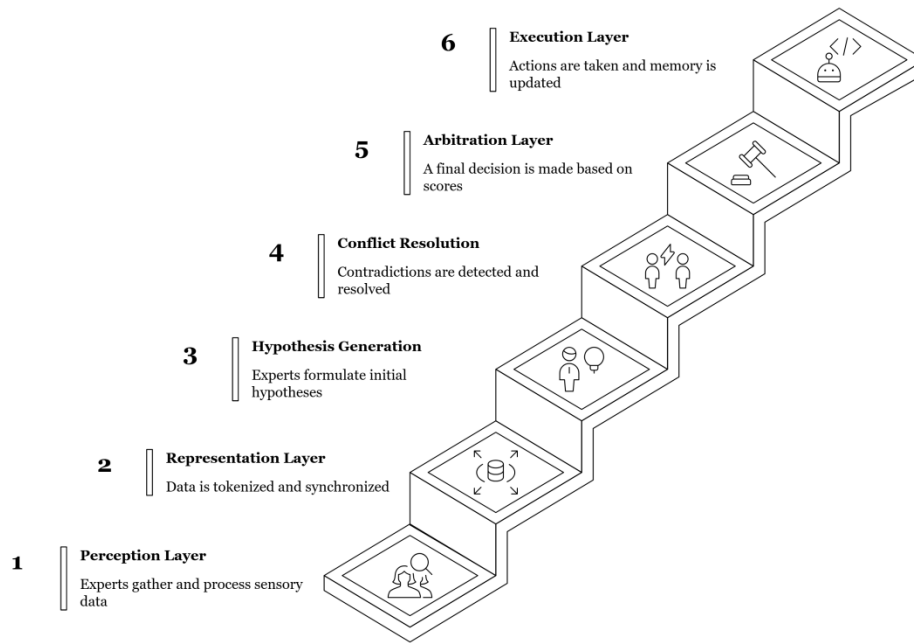 6
Execution Layer
Actions are taken and memory is
updated
5
Arbitration Layer
A final decision is made based on
scores
4
Conflict Resolution
Contradictions are detected and
resolved
3
Hypothesis Generation
Experts formulate initial
hypotheses
2
Representation Layer
Data is tokenized and synchronized
1
Perception Layer
Experts gather and process sensory
data